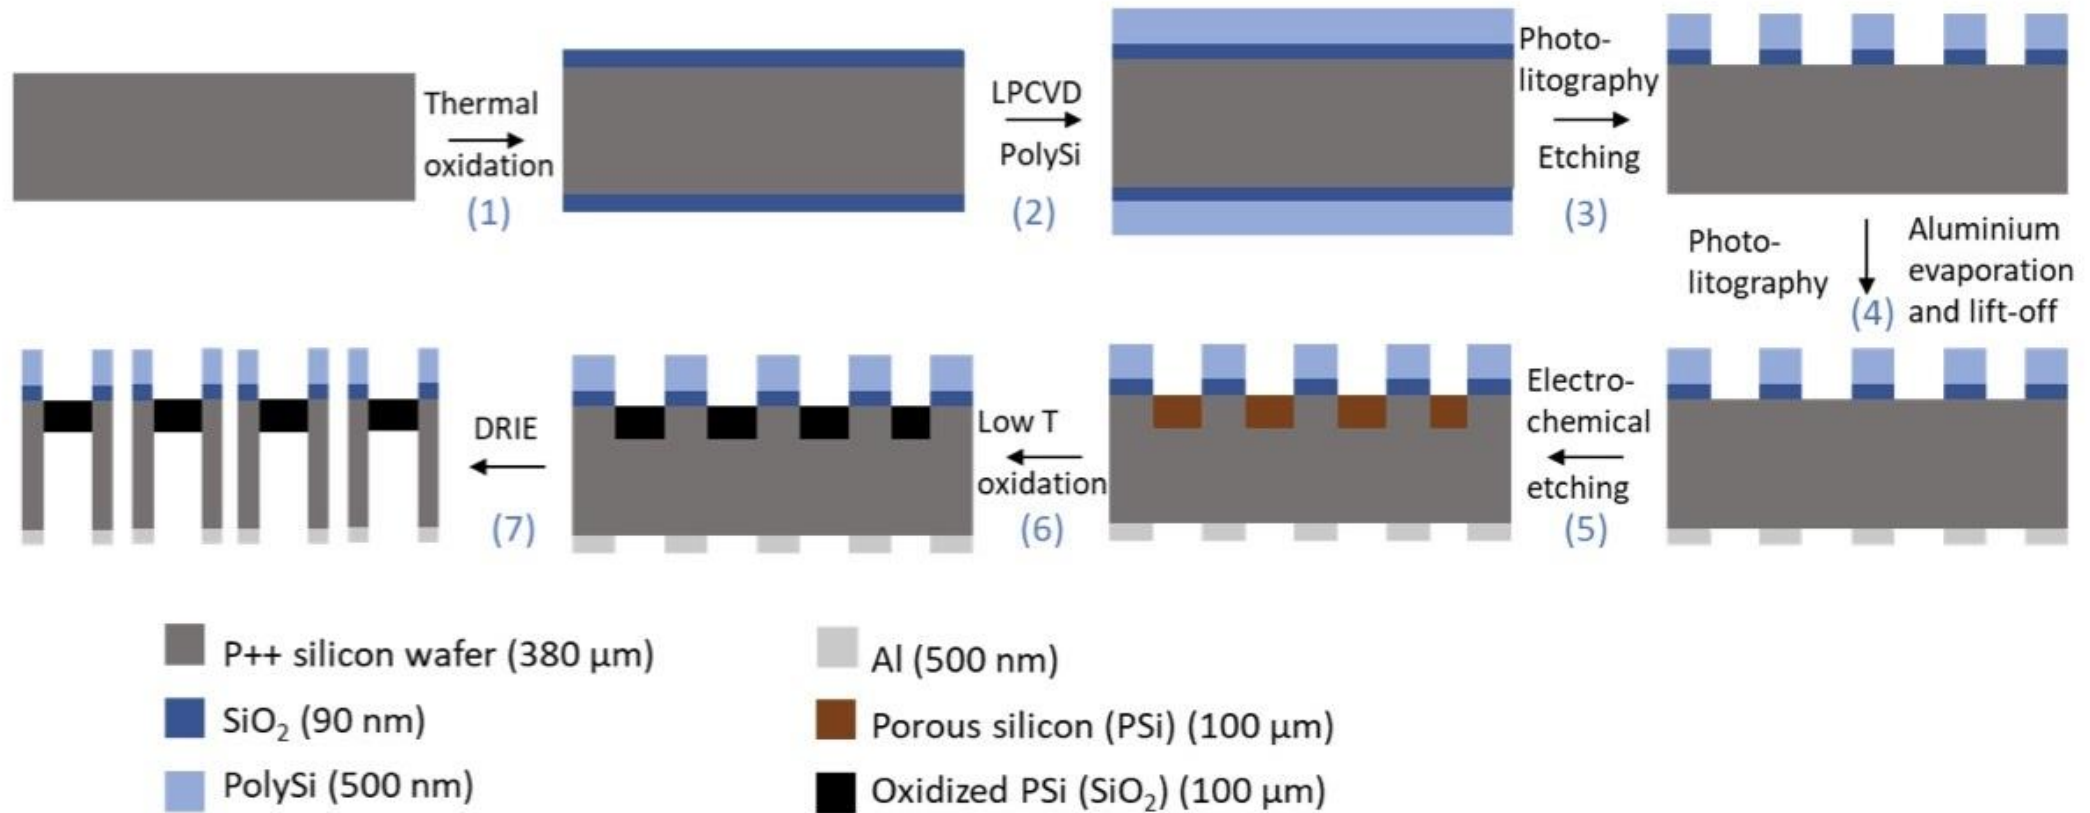 Thermal
oxidation
(1)
LPCVD
PolySi
(2)
Photo-
litography
Etching
(3)
Photo-
litography
(4)
Aluminium
evaporation
and lift-off
Electro-
chemical
etching
(5)
Low T
oxidation
(6)
DRIE
(7)
P++ silicon wafer (380 µm)
SiO₂ (90 nm)
PolySi (500 nm)
Al (500 nm)
Porous silicon (PSi) (100 µm)
Oxidized PSi (SiO₂) (100 µm)